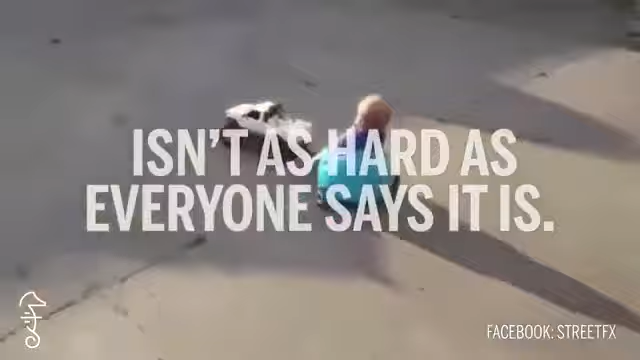 ISN'T AS HARD AS
EVERYONE SAYS IT IS.
FACEBOOK: STREETFX